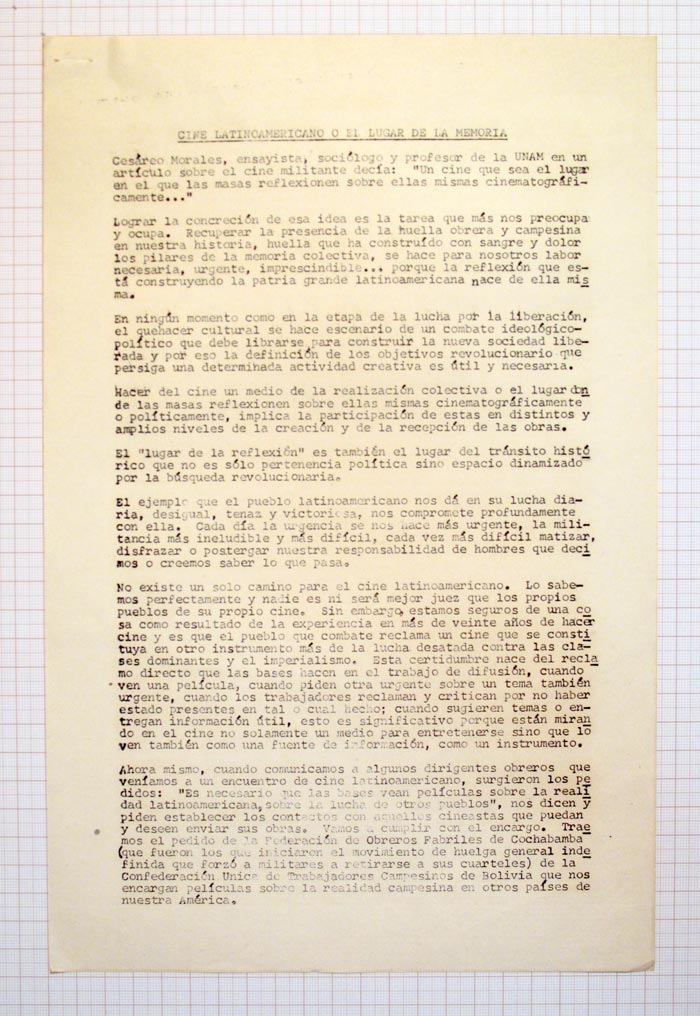 CINE LATINOAMERICANO O EL LUGAR DE LA MEMORIA
Cesáreo Morales, ensayista, sociólogo y profesor de la UNAM en un
artículo sobre el cine militante decía: "Un cine que sea el lugar
en el que las masas reflexionen sobre ellas mismas cinematográfi-
camente..."
Lograr la concreción de esa idea es la tarea que más nos preocupa
y ocupa. Recuperar la presencia de la huella obrera y campesina
en nuestra historia, huella que ha construído con sangre y dolor
los pilares de la memoria colectiva, se hace para nosotros labor
necesaria, urgente, imprescindible... porque la reflexión que es-
tá construyendo la patria grande latinoamericana nace de ella mis
ma.
En ningún momento como en la etapa de la lucha por la liberación,
el quehacer cultural se hace escenario de un combate ideológico-
político que debe librarse para construir la nueva sociedad libe-
rada y por eso la definición de los objetivos revolucionario que
persiga una determinada actividad creativa es útil y necesaria.
Hacer del cine un medio de la realización colectiva o el lugar don
de las masas reflexionen sobre ellas mismas cinematográficamente
o políticamente, implica la participación de estas en distintos y
amplios niveles de la creación y de la recepción de las obras.
El "lugar de la reflexión" es también el lugar del tránsito histó
rico que no es sólo pertenencia política sino espacio dinamizado
por la búsqueda revolucionaria.
El ejemplo que el pueblo latinoamericano nos dá en su lucha dia-
ria, desigual, tenaz y victoriosa, nos compromete profundamente
con ella. Cada día la urgencia se nos hace más urgente, la mili-
tancia más ineludible y más difícil, cada vez más difícil matizar,
disfrazar o postergar nuestra responsabilidad de hombres que deci
mos o creemos saber lo que pasa.
No existe un solo camino para el cine latinoamericano. Lo sabe-
mos perfectamente y nadie es ni será mejor juez que los propios
pueblos de su propio cine. Sin embargo, estamos seguros de una co
sa como resultado de la experiencia en más de veinte años de hacer
cine y es que el pueblo que combate reclama un cine que se consti
tuya en otro instrumento más de la lucha desatada contra las cla-
ses dominantes y el imperialismo. Esta certidumbre nace del recla
mo directo que las bases hacen en el trabajo de difusión, cuando
ven una película, cuando piden otra urgente sobre un tema también
urgente, cuando los trabajadores reclaman y critican por no haber
estado presentes en tal o cual hecho; cuando sugieren temas o en-
tregan información útil, esto es significativo porque están miran
do en el cine no solamente un medio para entretenerse sino que lo
ven también como una fuente de información, como un instrumento.
Ahora mismo, cuando comunicamos a algunos dirigentes obreros que
veníamos a un encuentro de cine latinoamericano, surgieron los pe
didos: "Es necesario que las bases vean películas sobre la reali
dad latinoamericana, sobre la lucha de otros pueblos", nos dicen y
piden establecer los contactos con aquellos cineastas que puedan
y deseen enviar sus obras. Vamos a cumplir con el encargo. Trae
mos el pedido de la Federación de Obreros Fabriles de Cochabamba
(que fueron los que iniciaron el movimiento de huelga general inde
finida que forzó a militares a retirarse a sus cuarteles) de la
Confederación Unica de Trabajadores Campesinos de Bolivia que nos
encargan películas sobre la realidad campesina en otros países de
nuestra América.